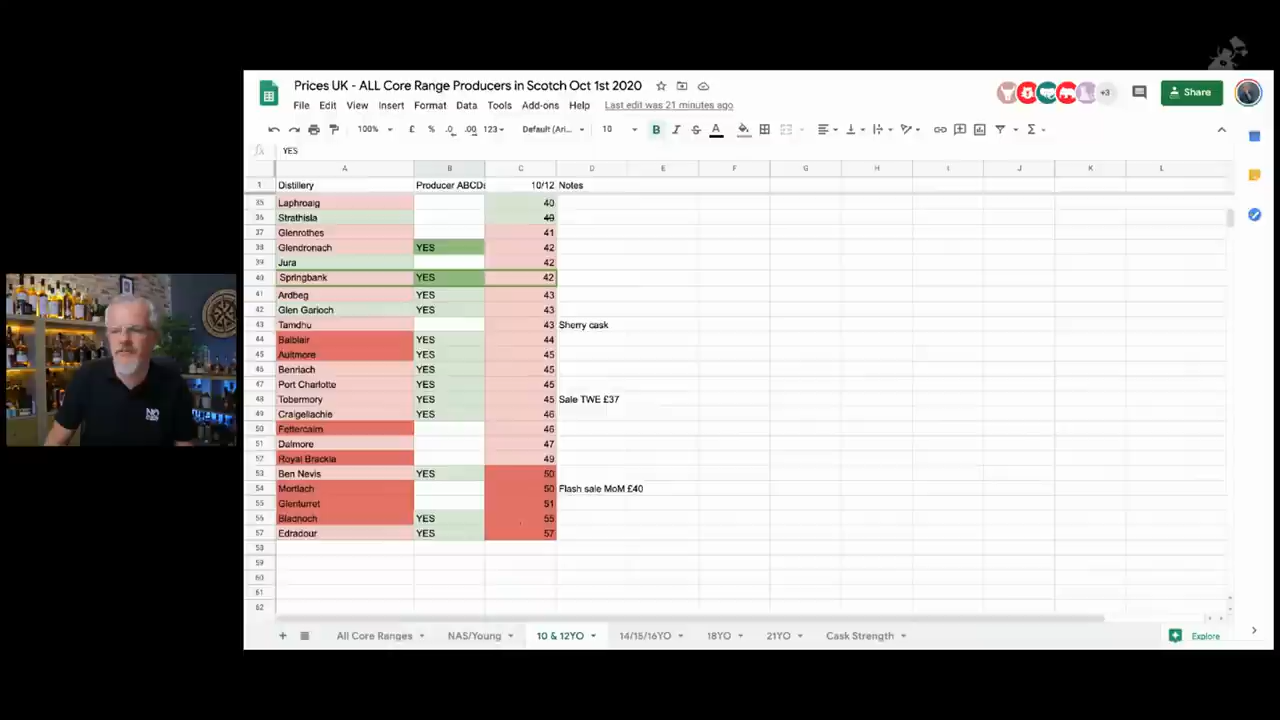 Prices UK - ALL Core Range Producers in Scotch Oct 1st 2020
+3
Share
File Edit View Insert Format Data Tools Add-ons Help Last edit was 21 minutes ago
100% £ % .0 .00 123 Default (Ari... 10 B I S A
fx YES
A B C D E F G H I J K L
1 Distillery Producer ABCDs 10/12 Notes
35 Laphroaig 40
36 Strathisla 40
37 Glenrothes 41
38 Glendronach YES 42
39 Jura 42
40 Springbank YES 42
41 Ardbeg YES 43
42 Glen Garioch YES 43
43 Tamdhu 43 Sherry cask
44 Balblair YES 44
45 Aultmore YES 45
46 Benriach YES 45
47 Port Charlotte YES 45
48 Tobermory YES 45 Sale TWE £37
49 Craigellachie YES 46
50 Fettercairn 46
51 Dalmore 47
52 Royal Brackla 49
53 Ben Nevis YES 50
54 Mortlach 50 Flash sale MoM £40
55 Glenturret 51
56 Bladnoch YES 55
57 Edradour YES 57
58
59
60
61
62
All Core Ranges NAS/Young 10 & 12YO 14/15/16YO 18YO 21YO Cask Strength Explore